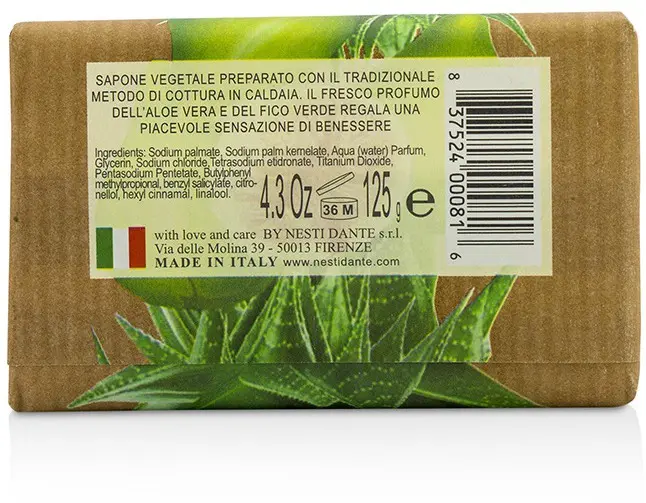 SAPONE VEGETALE PREPARATO CON IL TRADIZIONALE
METODO DI COTTURA IN CALDAIA. IL FRESCO PROFUMO
DELL'ALOE VERA E DEL FICO VERDE REGALA UNA
PIACEVOLE SENSAZIONE DI BENESSERE
Ingredients: Sodium palmate, Sodium palm kernelate, Aqua (water) Parfum,
Glycerin, Sodium chloride,Tetrasodium etidronate, Titanium Dioxide,
Pentasodium Pentetate, Butylphenyl
methylpropional, benzyl salicylate, citro-
nellol, hexyl cinnamal, linalool.
4.3 Oz 36 M 125 g e
with love and care BY NESTI DANTE s.r.l.
Via delle Molina 39 - 50013 FIRENZE
MADE IN ITALY www.nestidante.com
8 37524 00081 6